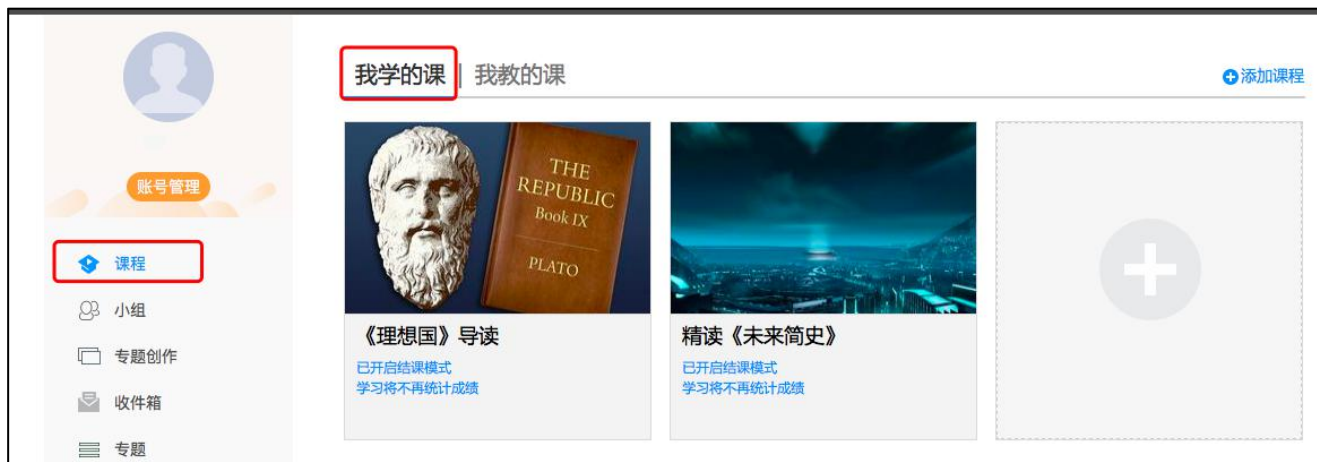 我学的课 | 我教的课
添加课程
账号管理
课程
小组
专题创作
收件箱
专题
THE
REPUBLIC
Book IX
PLATO
《理想国》导读
已开启结课模式
学习将不再统计成绩
精读《未来简史》
已开启结课模式
学习将不再统计成绩